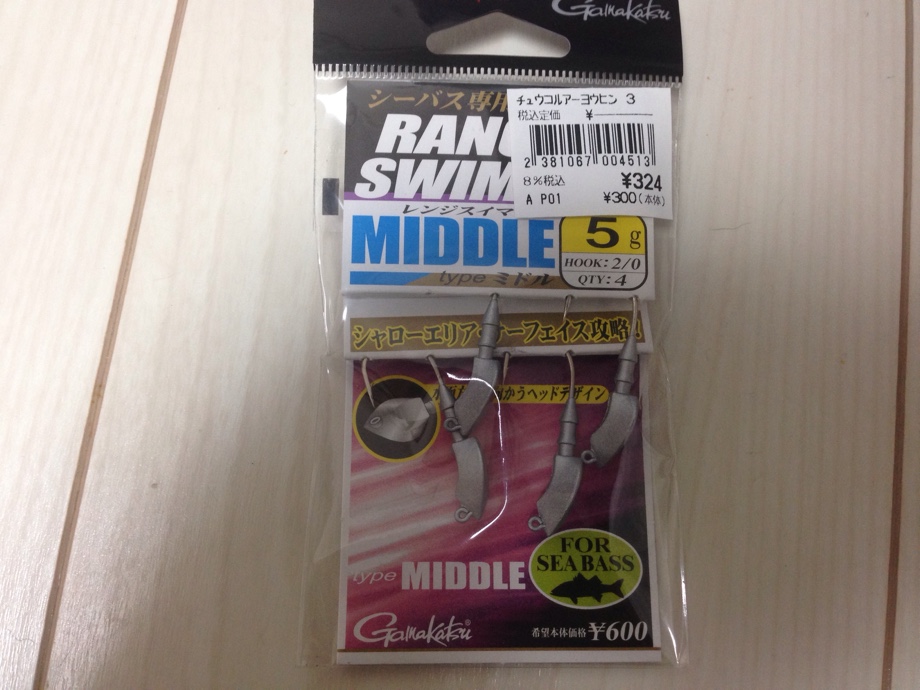 Gamakatsu
シーバス専用
チュウコルアーヨウヒン 3
税込定価 ¥
2 381067 004513
8%税込 ¥324
A P01 ¥300(本体)
RANG
SWIM
レンジスイマ
MIDDLE
type ミドル
5 g
HOOK:2/0
QTY:4
シャローエリア
ーフェイス攻略
かうヘッドデザイン
FOR
SEA BASS
type MIDDLE
Gamakatsu®
希望本体価格 ¥600